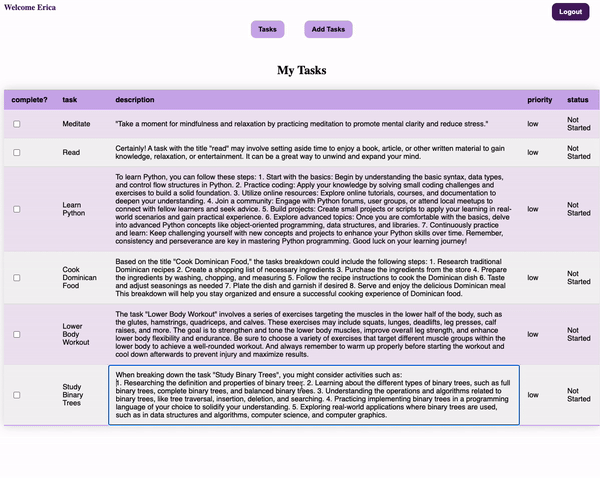 Welcome Erica
Logout
Tasks
Add Tasks
My Tasks
complete?
task
description
priority
status
Meditate
"Take a moment for mindfulness and relaxation by practicing meditation to promote mental clarity and reduce stress."
low
Not
Started
Read
Certainly! A task with the title "read" may involve setting aside time to enjoy a book, article, or other written material to gain
knowledge, relaxation, or entertainment. It can be a great way to unwind and expand your mind.
low
Not
Started
Learn
Python
To learn Python, you can follow these steps: 1. Start with the basics: Begin by understanding the basic syntax, data types,
and control flow structures in Python. 2. Practice coding: Apply your knowledge by solving small coding challenges and
exercises to build a solid foundation. 3. Utilize online resources: Explore online tutorials, courses, and documentation to
deepen your understanding. 4. Join a community: Engage with Python forums, user groups, or attend local meetups to
connect with fellow learners and seek advice. 5. Build projects: Create small projects or scripts to apply your learning in real-
world scenarios and gain practical experience. 6. Explore advanced topics: Once you are comfortable with the basics, delve
into advanced Python concepts like object-oriented programming, data structures, and libraries. 7. Continuously practice
and learn: Keep challenging yourself with new concepts and projects to enhance your Python skills over time. Remember,
consistency and perseverance are key in mastering Python programming. Good luck on your learning journey!
low
Not
Started
Cook
Dominican
Food
Based on the title "Cook Dominican Food," the tasks breakdown could include the following steps: 1. Research traditional
Dominican recipes 2. Create a shopping list of necessary ingredients 3. Purchase the ingredients from the store 4. Prepare
the ingredients by washing, chopping, and measuring 5. Follow the recipe instructions to cook the Dominican dish 6. Taste
and adjust seasonings as needed 7. Plate the dish and garnish if desired 8. Serve and enjoy the delicious Dominican meal
This breakdown will help you stay organized and ensure a successful cooking experience of Dominican food.
low
Not
Started
Lower
Body
Workout
The task "Lower Body Workout" involves a series of exercises targeting the muscles in the lower half of the body, such as
the glutes, hamstrings, quadriceps, and calves. These exercises may include squats, lunges, deadlifts, leg presses, calf
raises, and more. The goal is to strengthen and tone the lower body muscles, improve overall leg strength, and enhance
lower body flexibility and endurance. Be sure to choose a variety of exercises that target different muscle groups within the
lower body to achieve a well-rounded workout. And always remember to warm up properly before starting the workout and
cool down afterwards to prevent injury and maximize results.
low
Not
Started
Study
Binary
Trees
When breaking down the task "Study Binary Trees", you might consider activities such as:
1. Researching the definition and properties of binary trees. 2. Learning about the different types of binary trees, such as full
binary trees, complete binary trees, and balanced binary trees. 3. Understanding the operations and algorithms related to
binary trees, like tree traversal, insertion, deletion, and searching. 4. Practicing implementing binary trees in a programming
language of your choice to solidify your understanding. 5. Exploring real-world applications where binary trees are used,
such as in data structures and algorithms, computer science, and computer graphics.
low
Not
Started